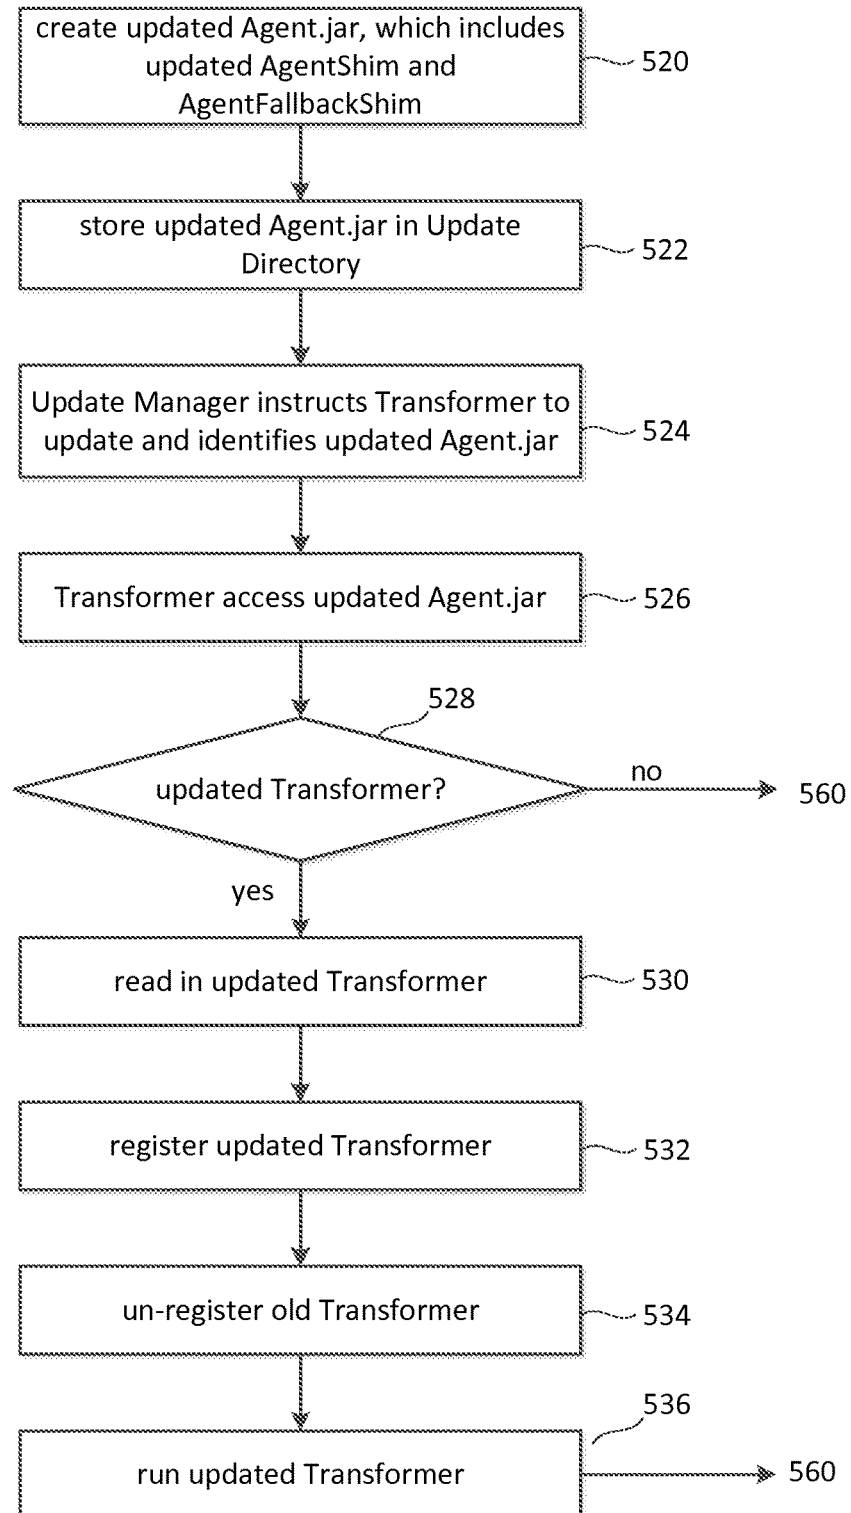 create updated Agent.jar, which includes
updated AgentShim and
AgentFallbackShim
520
store updated Agent.jar in Update
Directory
522
Update Manager instructs Transformer to
update and identifies updated Agent.jar
524
Transformer access updated Agent.jar
526
528
updated Transformer?
no
560
yes
read in updated Transformer
530
register updated Transformer
532
un-register old Transformer
534
536
run updated Transformer
560